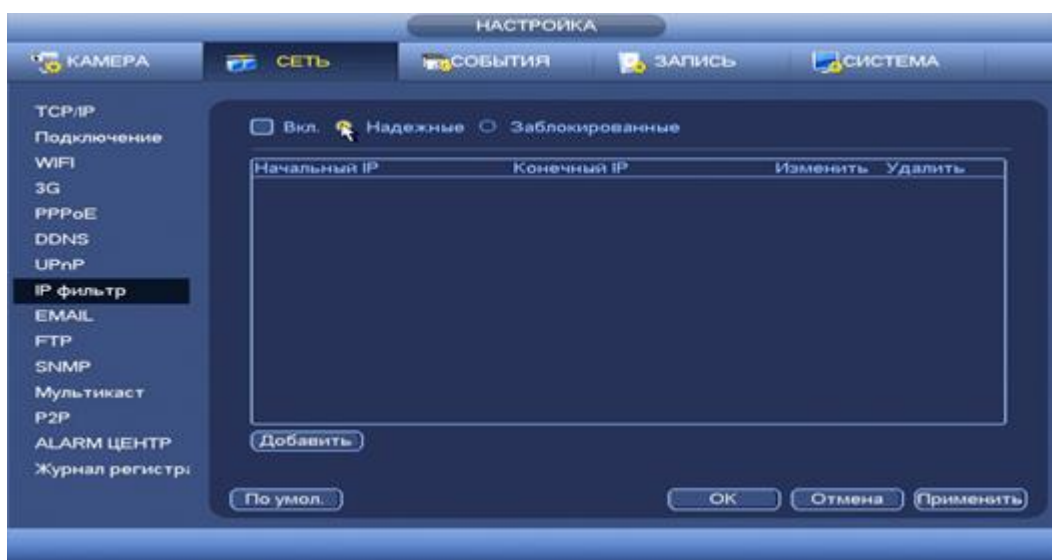 НАСТРОЙКА
КАМЕРА СЕТЬ СОБЫТИЯ ЗАПИСЬ СИСТЕМА
TCP/IP
Подключение
WIFI
3G
PPPoE
DDNS
UPnP
IP фильтр
EMAIL
FTP
SNMP
Мультикаст
P2P
ALARM ЦЕНТР
Журнал регистра
Вкл. Надежные Заблокированные
Начальный IP Конечный IP Изменить Удалить
Добавить
По умол. OK Отмена Применить